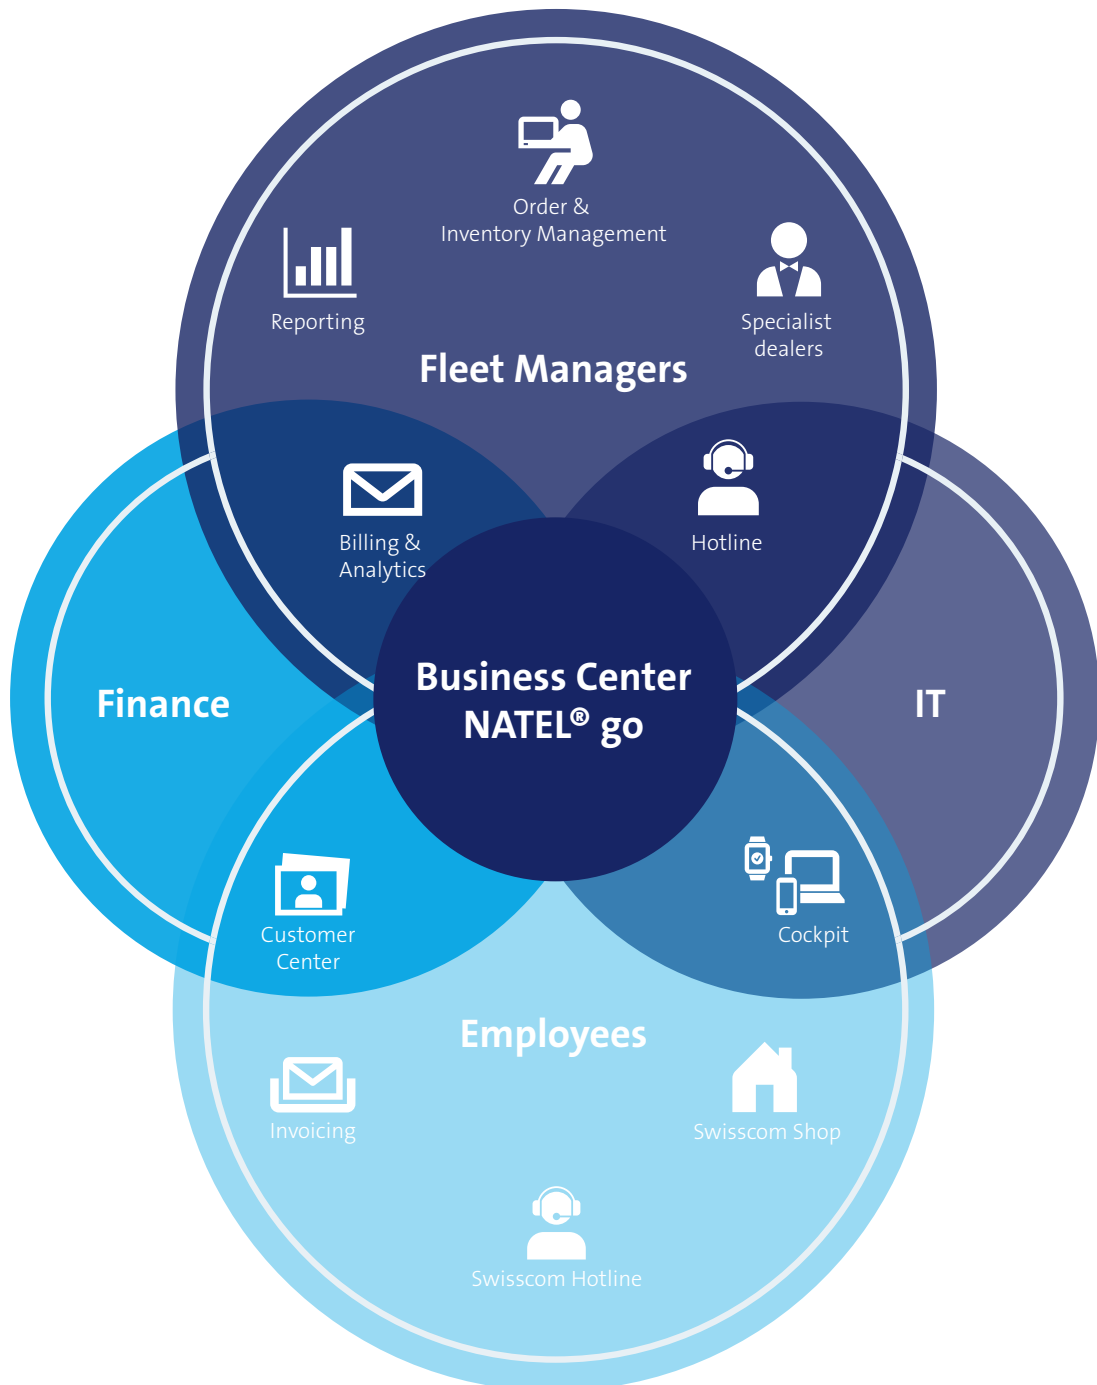 Order &
Inventory Management
Reporting
Specialist
dealers
Fleet Managers
Billing &
Analytics
Hotline
Business Center
NATEL® go
Finance
IT
Customer
Center
Cockpit
Employees
Invoicing
Swisscom Shop
Swisscom Hotline